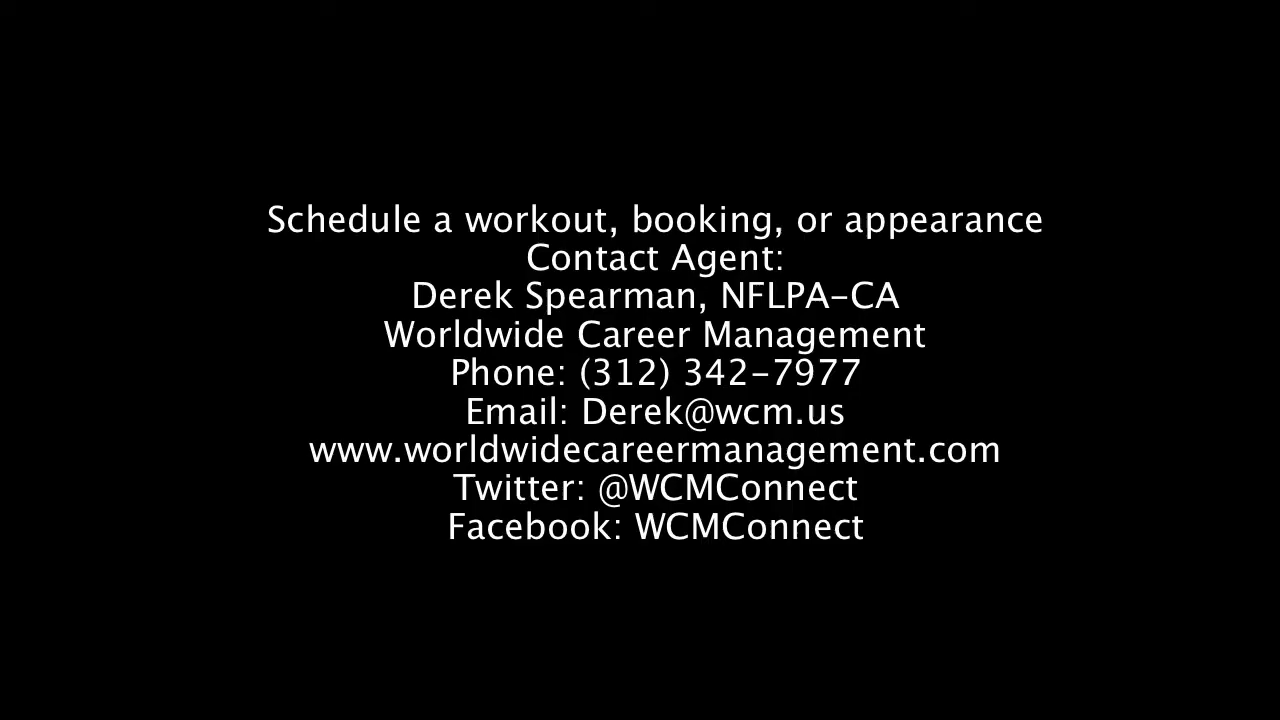 Schedule a workout, booking, or appearance
Contact Agent:
Derek Spearman, NFLPA-CA
Worldwide Career Management
Phone: (312) 342-7977
Email: Derek@wcm.us
www.worldwidecareermanagement.com
Twitter: @WCMConnect
Facebook: WCMConnect